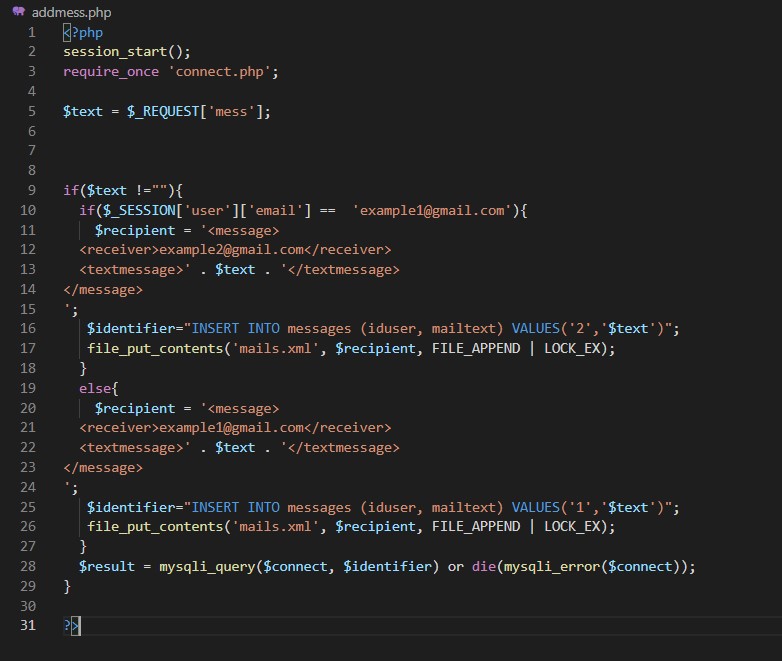 addmess.php
1 <?php
2 session_start();
3 require_once 'connect.php';
4
5 $text = $_REQUEST['mess'];
6
7
8
9 if($text !=""){
10   if($_SESSION['user']['email'] ==  'example1@gmail.com'){
11     $recipient = '<message>
12   <receiver>example2@gmail.com</receiver>
13   <textmessage>' . $text . '</textmessage>
14 </message>
15 ';
16    $identifier="INSERT INTO messages (iduser, mailtext) VALUES('2','$text')";
17    file_put_contents('mails.xml', $recipient, FILE_APPEND | LOCK_EX);
18   }
19   else{
20     $recipient = '<message>
21   <receiver>example1@gmail.com</receiver>
22   <textmessage>' . $text . '</textmessage>
23 </message>
24 ';
25    $identifier="INSERT INTO messages (iduser, mailtext) VALUES('1','$text')";
26    file_put_contents('mails.xml', $recipient, FILE_APPEND | LOCK_EX);
27   }
28   $result = mysqli_query($connect, $identifier) or die(mysqli_error($connect));
29 }
30
31 ?>